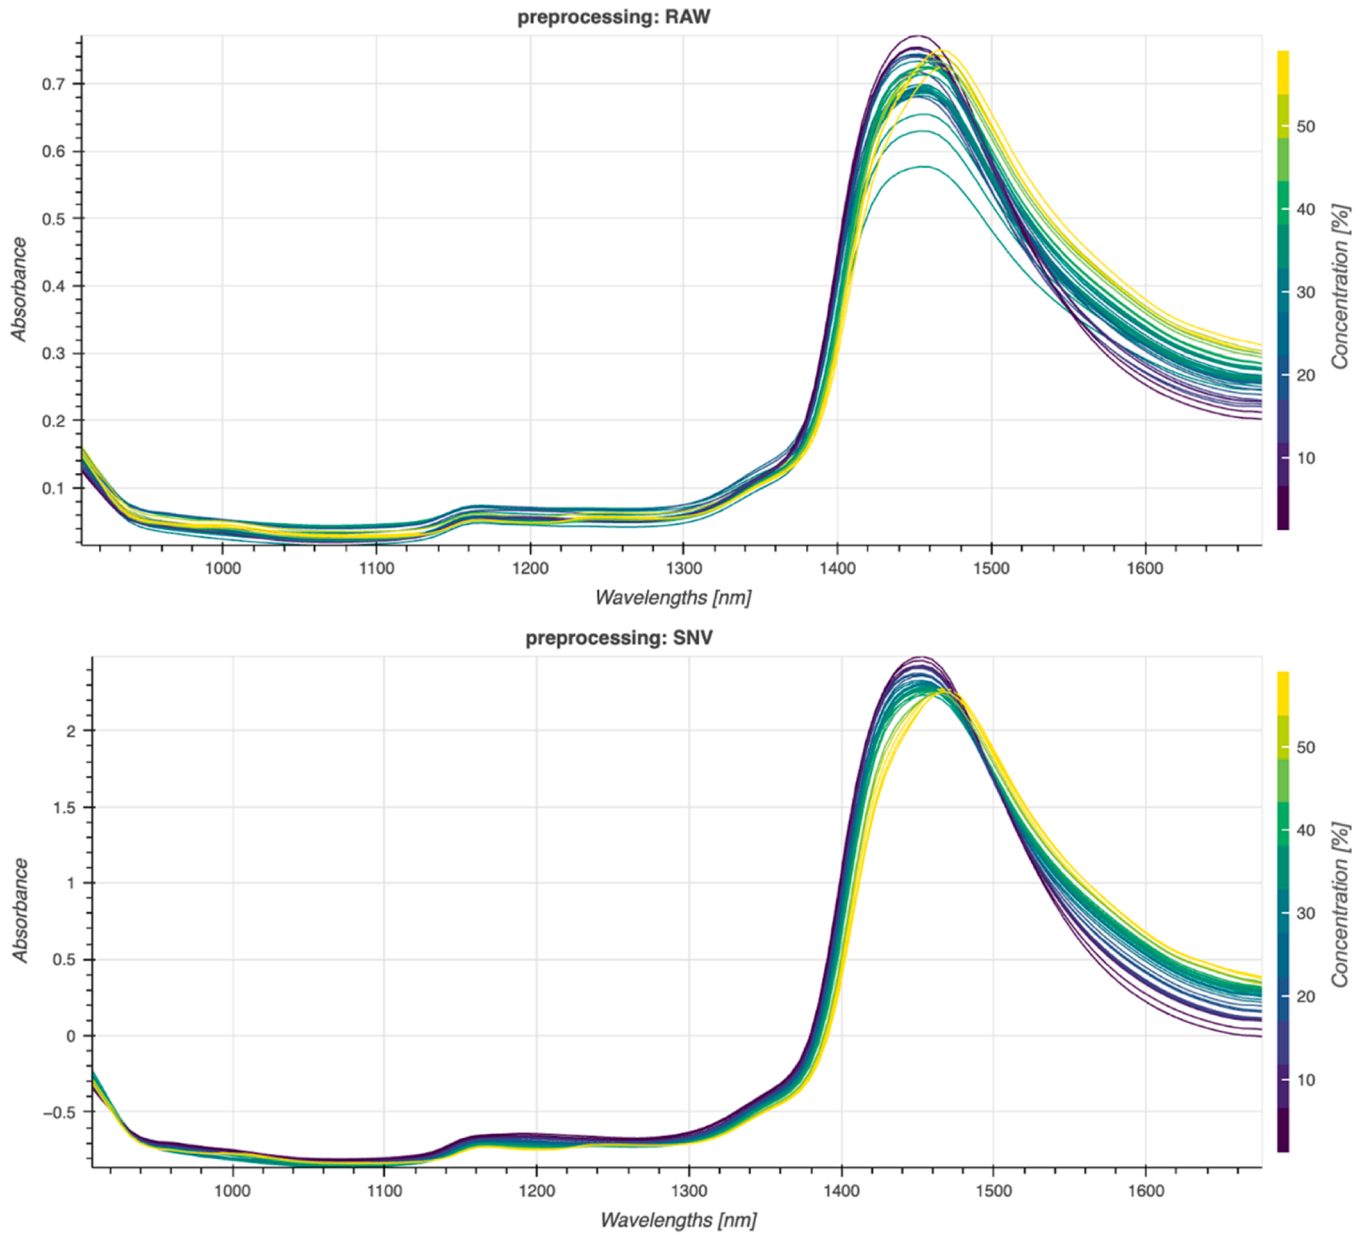 preprocessing: RAW
0.7
0.6
0.5
0.4
0.3
0.2
0.1
Absorbance
1000 1100 1200 1300 1400 1500 1600
Wavelengths [nm]
50
40
30
20
10
Concentration [%]
preprocessing: SNV
2
1.5
1
0.5
0
−0.5
Absorbance
1000 1100 1200 1300 1400 1500 1600
Wavelengths [nm]
50
40
30
20
10
Concentration [%]